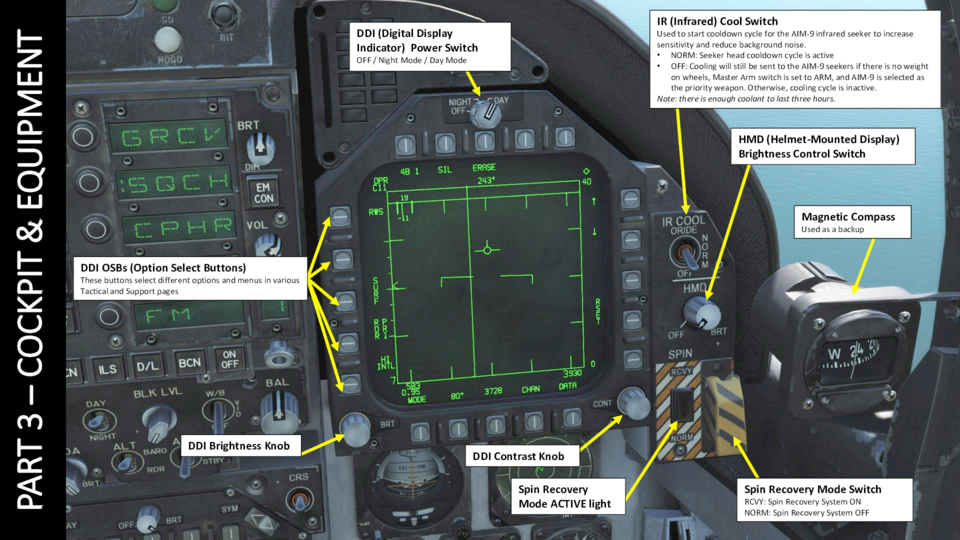 PART 3 – COCKPIT & EQUIPMENT
GO
NOGO
BIT
DDI (Digital Display
Indicator) Power Switch
OFF / Night Mode / Day Mode
IR (Infrared) Cool Switch
Used to start cooldown cycle for the AIM-9 infrared seeker to increase
sensitivity and reduce background noise.
• NORM: Seeker head cooldown cycle is active
• OFF: Cooling will still be sent to the AIM-9 seekers if there is no weight
on wheels, Master Arm switch is set to ARM, and AIM-9 is selected as
the priority weapon. Otherwise, cooling cycle is inactive.
Note: there is enough coolant to last three hours.
HMD (Helmet-Mounted Display)
Brightness Control Switch
Magnetic Compass
Used as a backup
NIGHT
DAY
OFF
GRCV
SQCH
CPHR
FM
1
BRT
DIM
EM
CON
VOL
DDI OSBs (Option Select Buttons)
These buttons select different options and menus in various
Tactical and Support pages
4B 1 SIL ERASE
OPR
C11
243°
40
19
-11
RWS
SURF
HI
INTL
RSET
0
7
583
0.95
3930
MODE 80° 3728 CHAN DATA
IR COOL
ORIDE
NORM
OFF
HMD
OFF BRT
SPIN
RCVY
NORM
W 24
ILS
D/L
BCN
ON
OFF
DAY
NIGHT
BLK LVL
W/B
BAL
ALT
BARO
RDR
STBY
BRT
CONT
BRT
CRS
SYM
OFF
BRT
DDI Brightness Knob
DDI Contrast Knob
Spin Recovery
Mode ACTIVE light
Spin Recovery Mode Switch
RCVY: Spin Recovery System ON
NORM: Spin Recovery System OFF